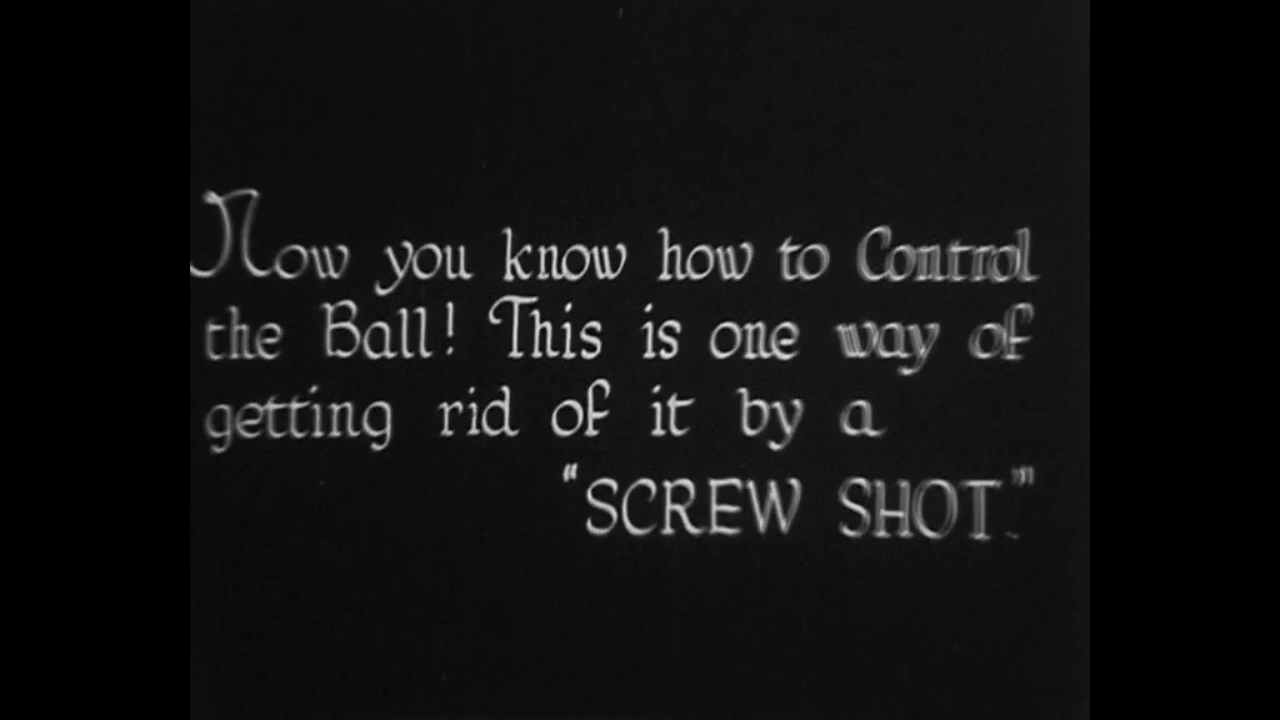 Now you know how to Control
the Ball! This is one way of
getting rid of it by a
"SCREW SHOT."